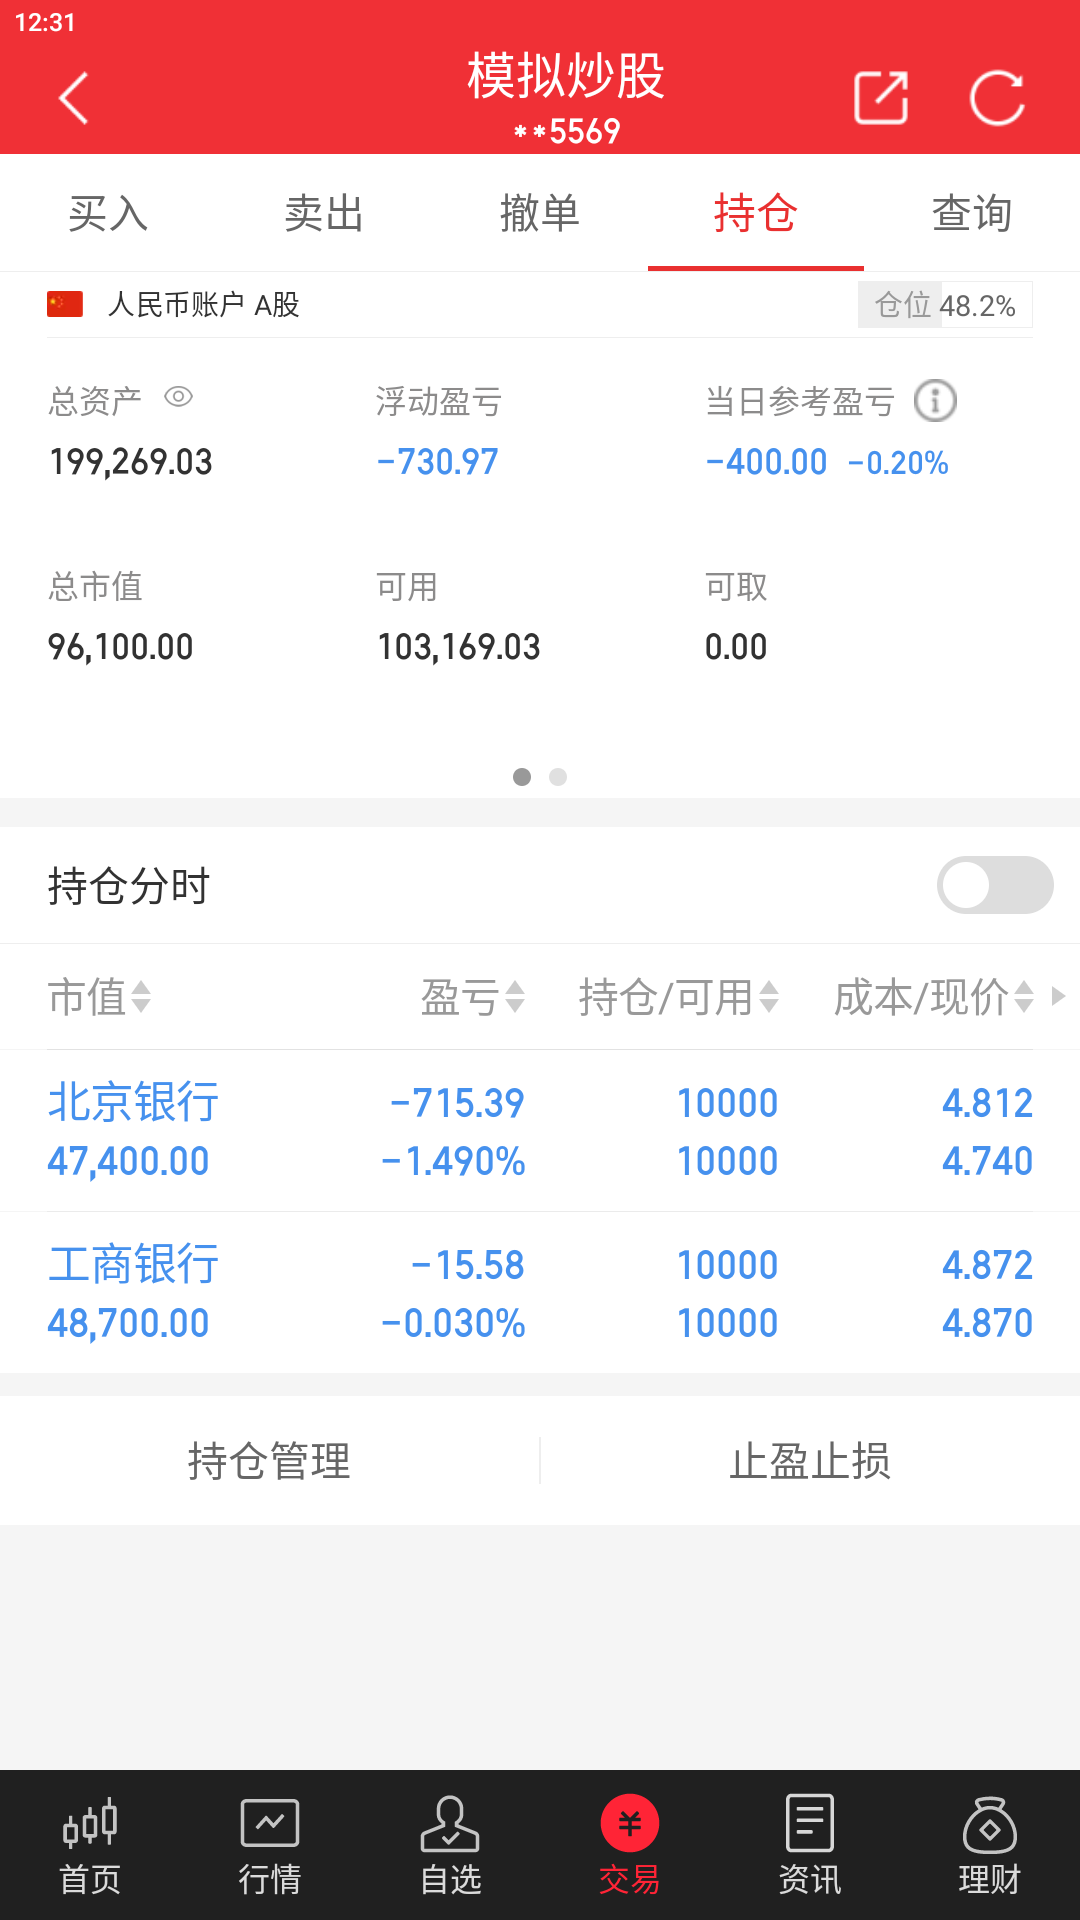 12:31
模拟炒股
**5569
买入 卖出 撤单 持仓 查询
人民币账户 A股 仓位 48.2%
总资产 浮动盈亏 当日参考盈亏
199,269.03 -730.97 -400.00 -0.20%
总市值 可用 可取
96,100.00 103,169.03 0.00
持仓分时
市值 盈亏 持仓/可用 成本/现价
北京银行 -715.39 10000 4.812
47,400.00 -1.490% 10000 4.740
工商银行 -15.58 10000 4.872
48,700.00 -0.030% 10000 4.870
持仓管理 止盈止损
首页 行情 自选 交易 资讯 理财